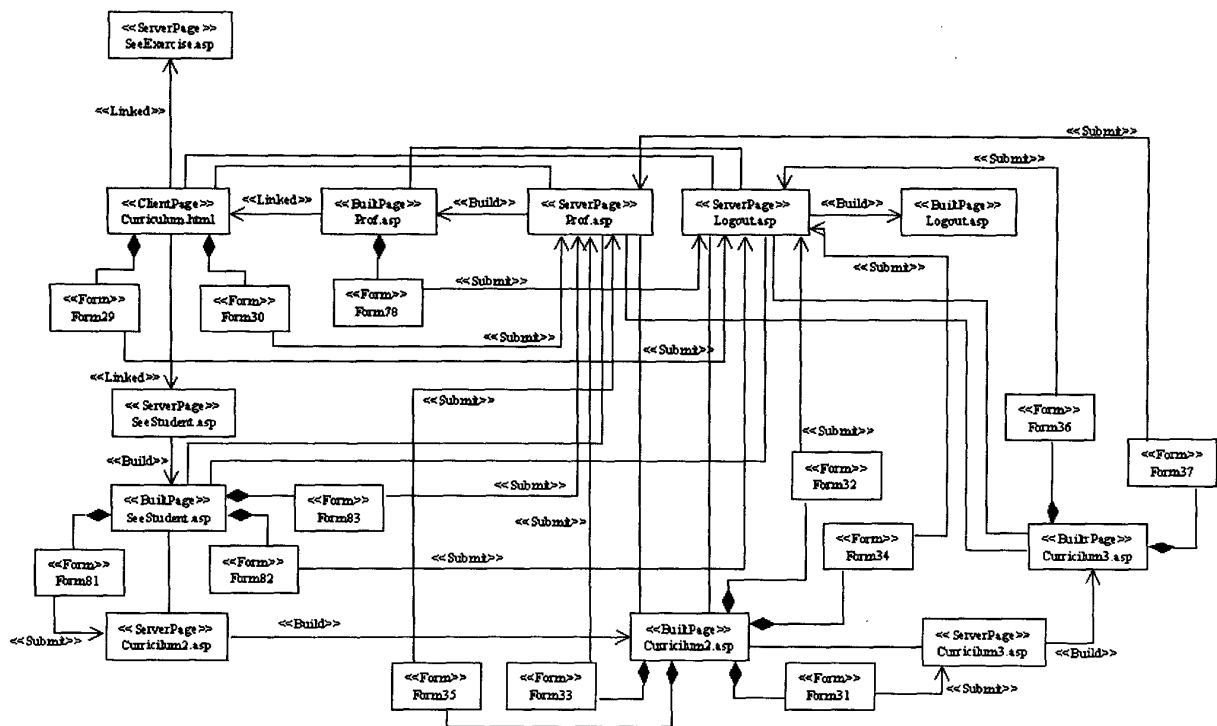 <<ServerPage>>
SeeExercise.asp
<<Linked>>
<<Submit>>
<<Submit>>
<<ClientPage>>
Curriculum.html
<<Linked>>
<<BuiltPage>>
Prof.asp
<<Build>>
<<ServerPage>>
Prof.asp
<<ServerPage>>
Logout.asp
<<Build>>
<<BuiltPage>>
Logout.asp
<<Form>>
Form29
<<Form>>
Form30
<<Form>>
Form78
<<Submit>>
<<Submit>>
<<Submit>>
<<Submit>>
<<Linked>>
<<ServerPage>>
SeeStudent.asp
<<Submit>>
<<Submit>>
<<Form>>
Form36
<<Form>>
Form37
<<Build>>
<<Submit>>
<<Form>>
Form32
<<BuiltPage>>
SeeStudent.asp
<<Form>>
Form83
<<Submit>>
<<Form>>
Form81
<<Form>>
Form82
<<Submit>>
<<Submit>>
<<Form>>
Form34
<<BuiltPage>>
Curricilum3.asp
<<Submit>>
<<ServerPage>>
Curricilum2.asp
<<Build>>
<<BuiltPage>>
Curricilum2.asp
<<ServerPage>>
Curricilum3.asp
<<Build>>
<<Form>>
Form35
<<Form>>
Form33
<<Form>>
Form31
<<Submit>>